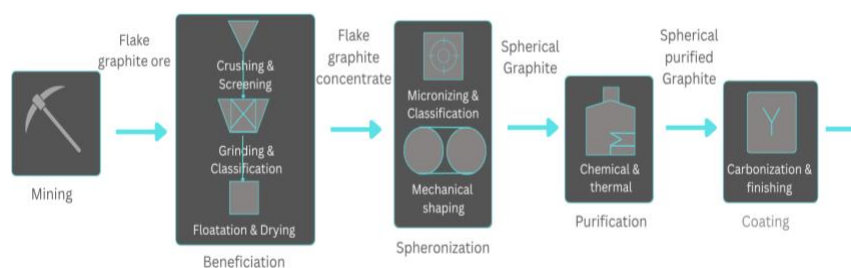 Mining
Flake
graphite ore
Crushing &
Screening
Grinding &
Classification
Floatation & Drying
Beneficiation
Flake
graphite
concentrate
Micronizing &
Classification
Mechanical
shaping
Spheronization
Spherical
Graphite
Chemical &
thermal
Purification
Spherical
purified
Graphite
Carbonization &
finishing
Coating